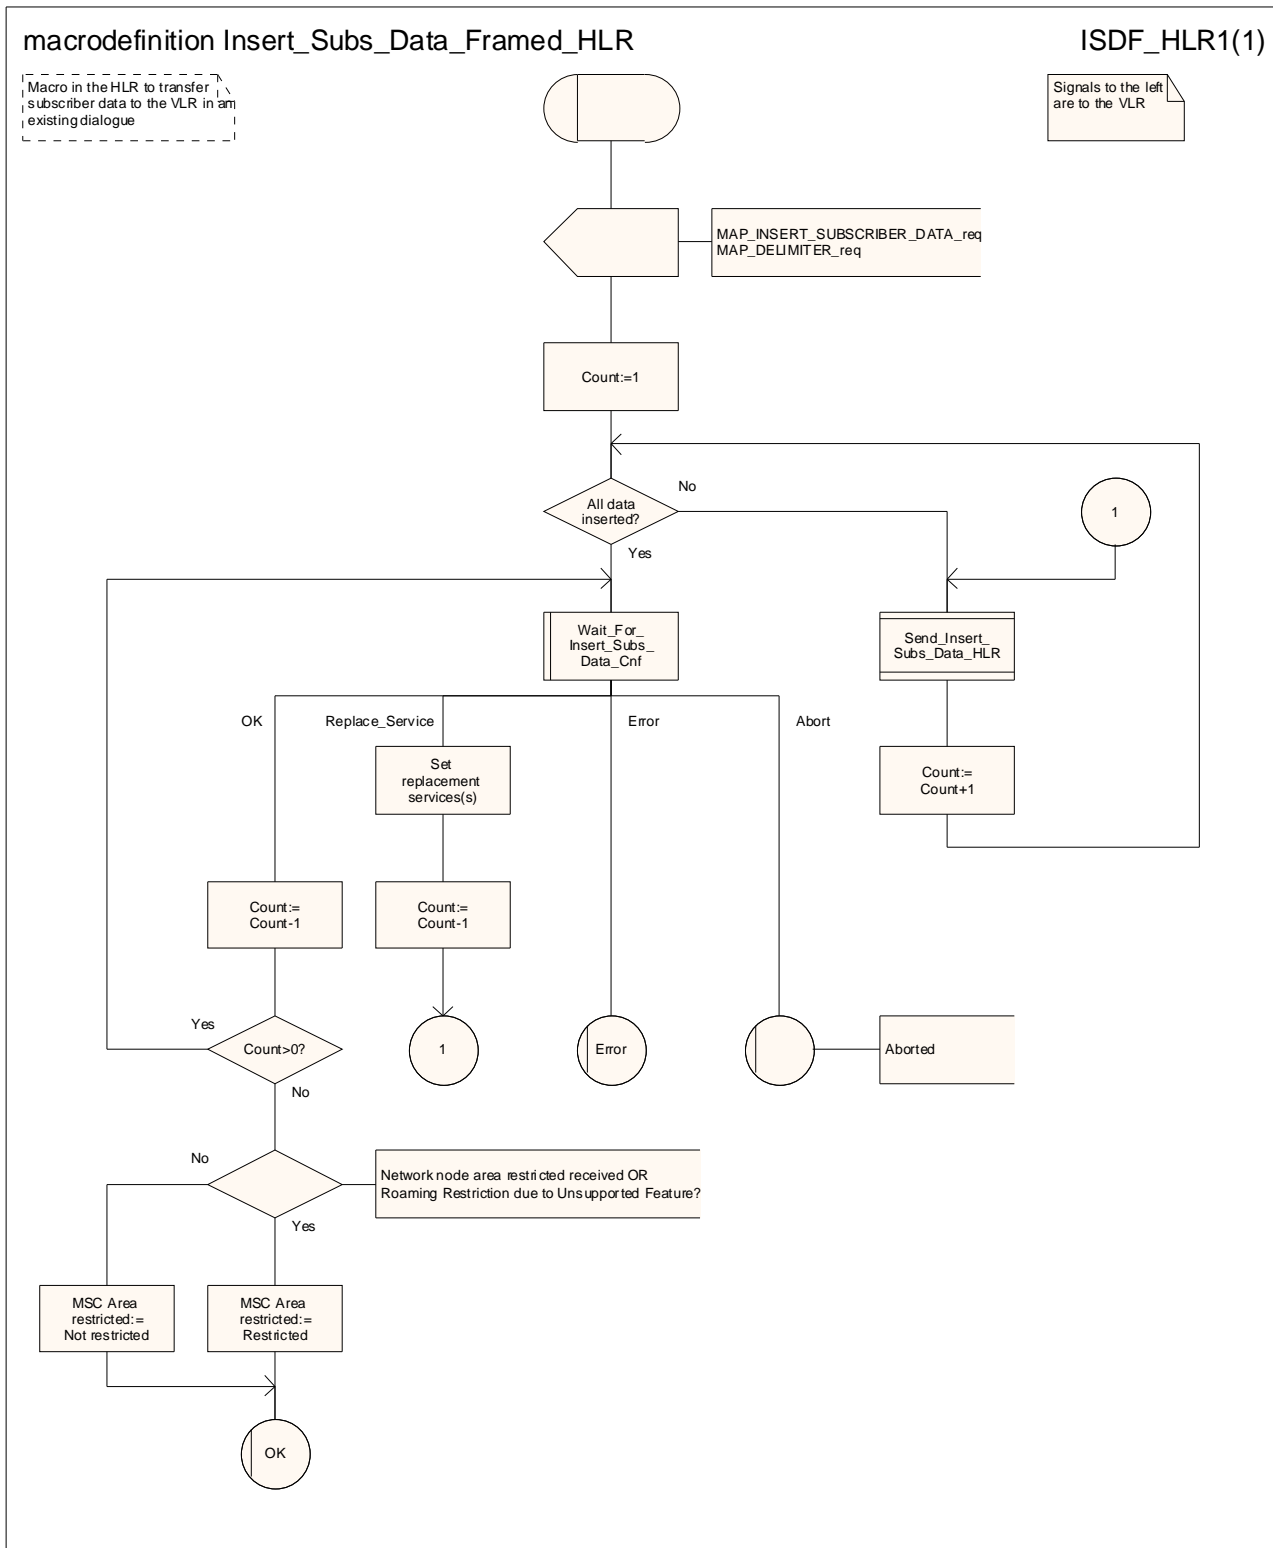 macrodefinition Insert_Subs_Data_Framed_HLR
ISDF_HLR1(1)
Macro in the HLR to transfer
subscriber data to the VLR in an
existing dialogue
Signals to the left
are to the VLR
MAP_INSERT_SUBSCRIBER_DATA_req
MAP_DELIMITER_req
Count:=1
All data
inserted?
No
Yes
1
Wait_For_
Insert_Subs_
Data_Cnf
Send_Insert_
Subs_Data_HLR
OK
Replace_Service
Error
Abort
Set
replacement
services(s)
Count:=
Count+1
Count:=
Count-1
Count:=
Count-1
Yes
Count>0?
No
1
Error
Aborted
No
Network node area restricted received OR
Roaming Restriction due to Unsupported Feature?
Yes
MSC Area
restricted:=
Not restricted
MSC Area
restricted:=
Restricted
OK